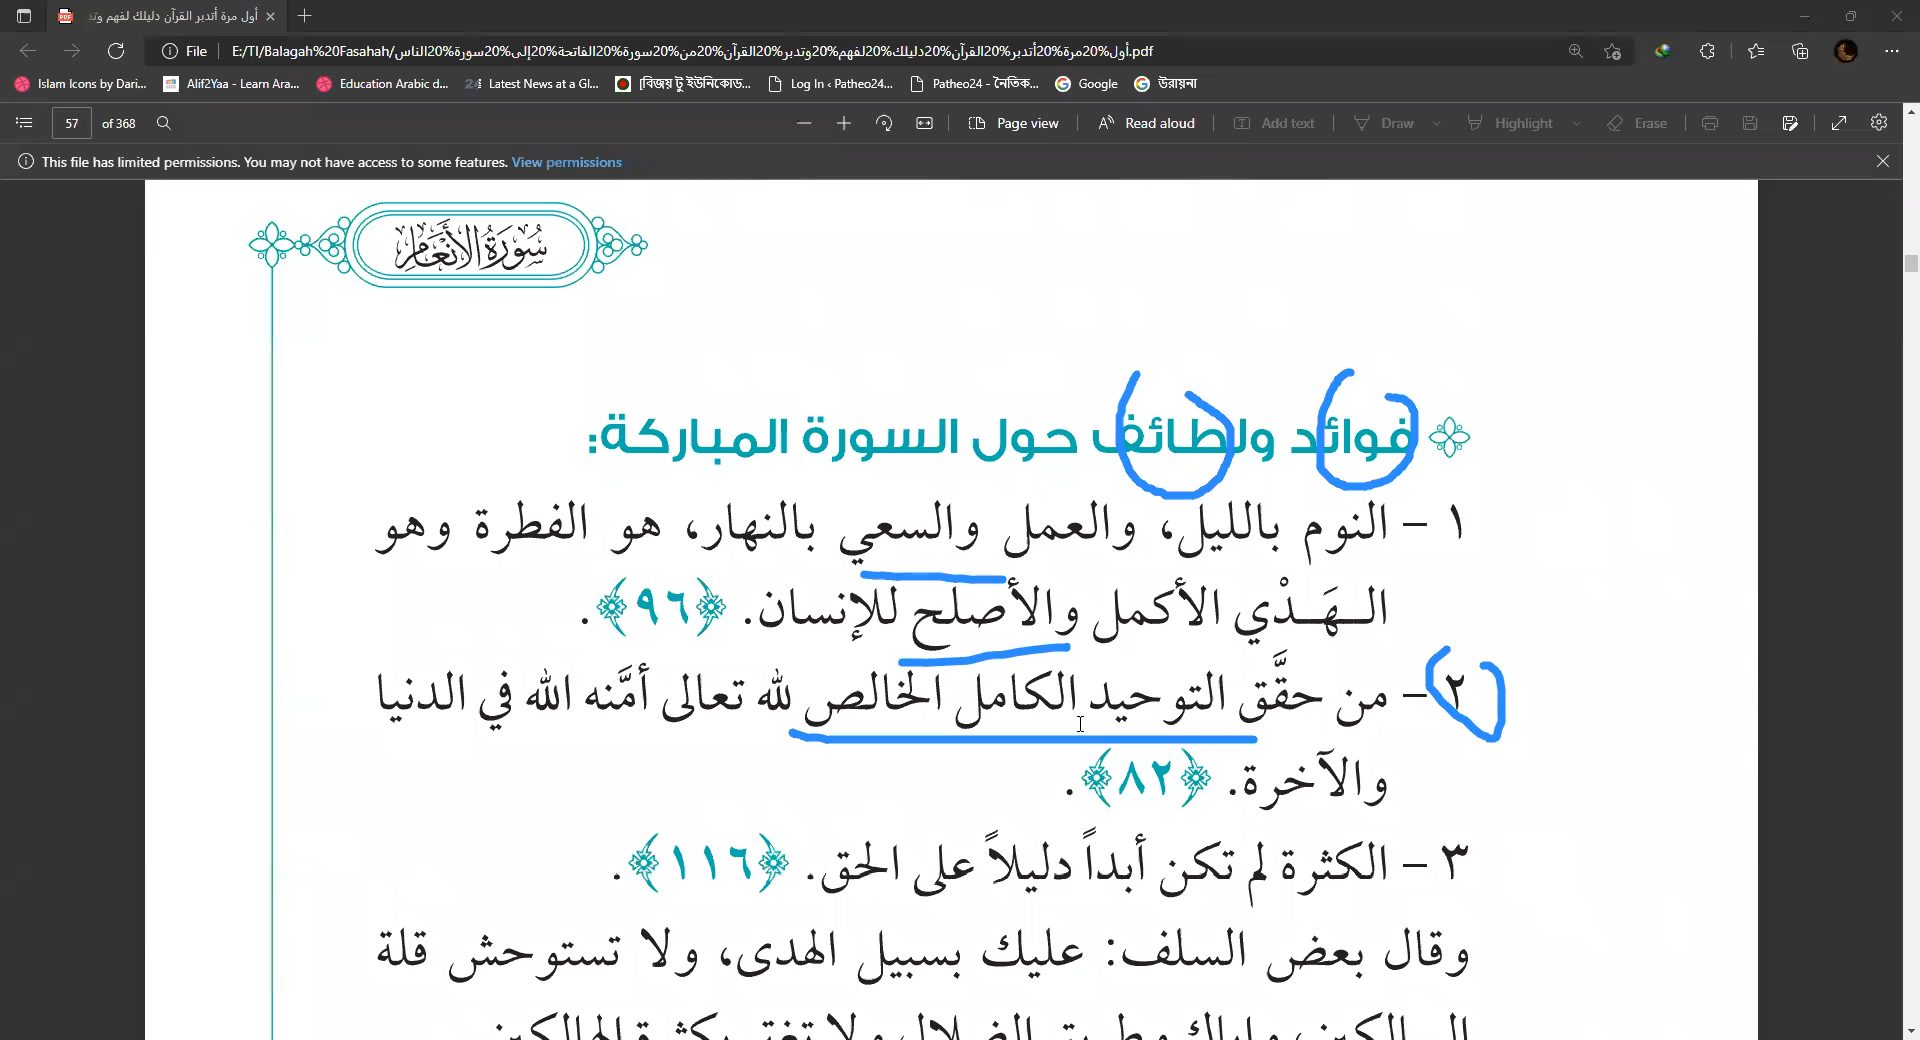 أول مرة أتدبر القرآن دليلك لفهم وتد
File
E:/TI/Balagah%20Fasahah/أول%20مرة%20أتدبر%20القرآن%20دليلك%20لفهم%20وتدبر%20القرآن%20من%20سورة%20الفاتحة%20إلى%20سورة%20الناس.pdf
Islam Icons by Dari... Alif2Yaa - Learn Ara... Education Arabic d... Latest News at a Gl... [বিজয় টু ইউনিকোড... Log In ‹ Patheo24... Patheo24 - নৈতিক... Google উরায়না
57 of 368 Page view Read aloud Add text Draw Highlight Erase
This file has limited permissions. You may not have access to some features. View permissions
سُورَةُ الأَنْعَامِ
فوائد ولطائف حول السورة المباركة:
١ – النوم بالليل، والعمل والسعي بالنهار، هو الفطرة وهو
الـهَـدْي الأكمل والأصلح للإنسان. ﴿٩٦﴾.
٢ – من حقَّق التوحيد الكامل الخالص لله تعالى أمَّنه الله في الدنيا
والآخرة. ﴿٨٢﴾.
٣ – الكثرة لم تكن أبداً دليلاً على الحق. ﴿١١٦﴾.
وقال بعض السلف: عليك بسبيل الهدى، ولا تستوحش قلة